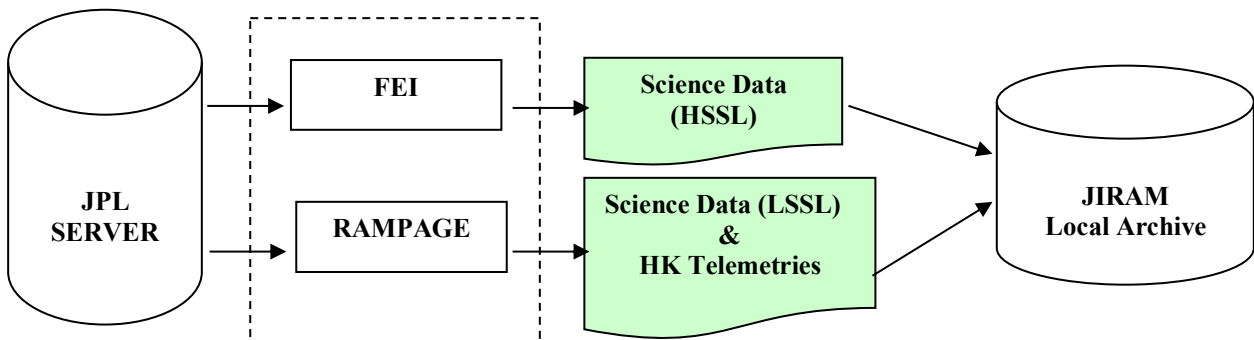 JPL
SERVER
FEI
RAMPAGE
Science Data
(HSSL)
Science Data (LSSL)
&
HK Telemetries
JIRAM
Local Archive